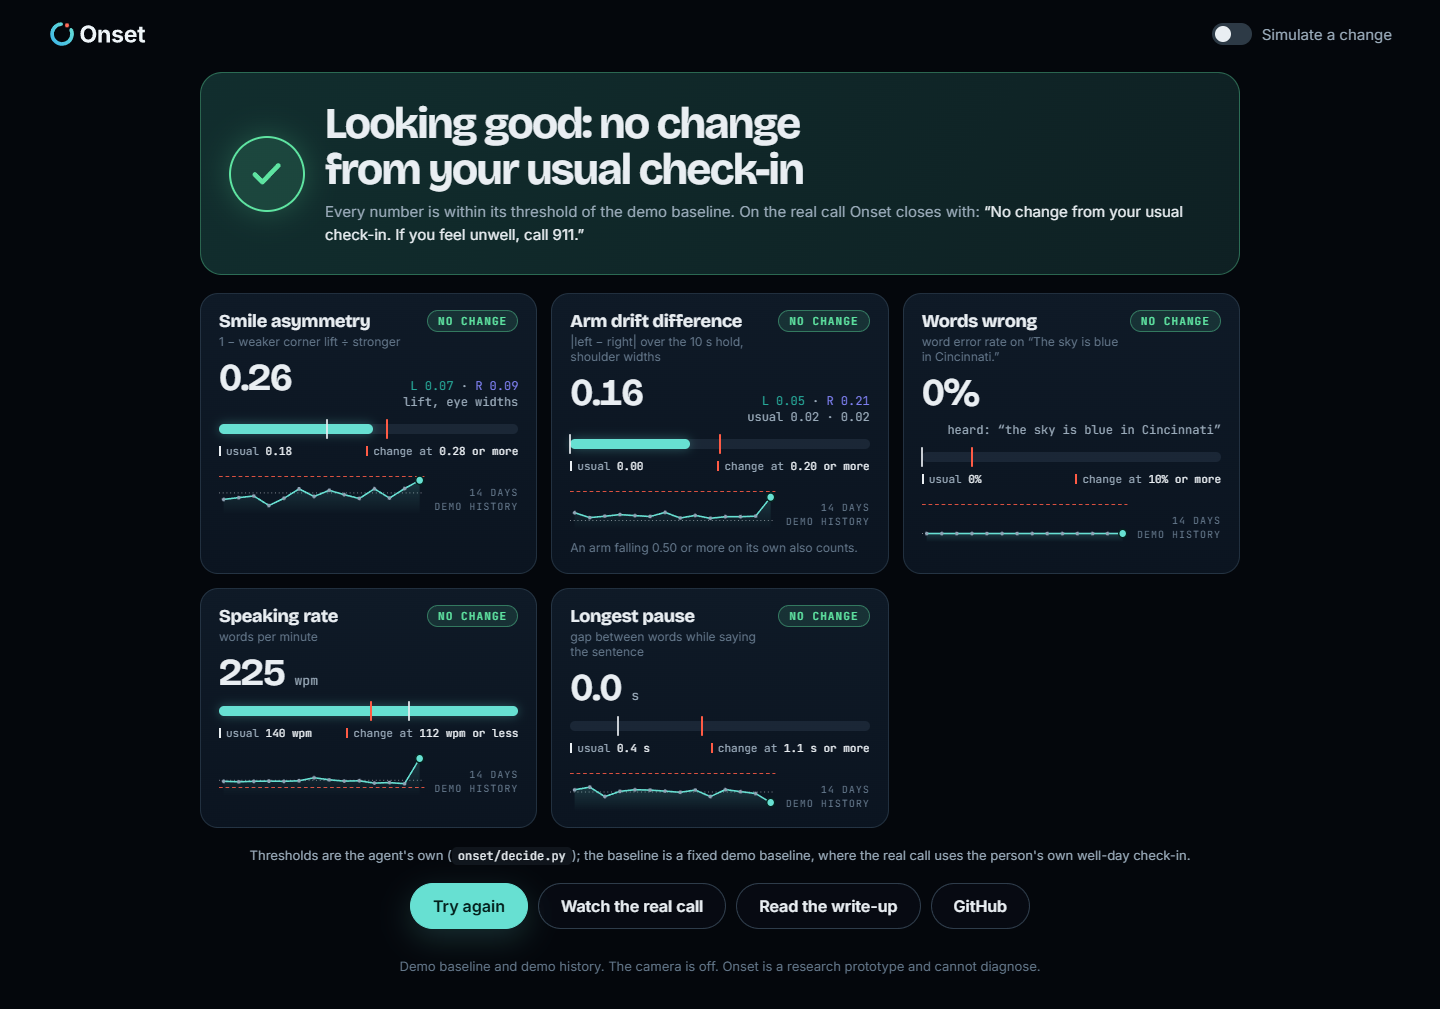 Onset
Simulate a change
Looking good: no change
from your usual check-in
Every number is within its threshold of the demo baseline. On the real call Onset closes with: “No change from your usual
check-in. If you feel unwell, call 911.”
Smile asymmetry
NO CHANGE
1 − weaker corner lift ÷ stronger
0.26
L 0.07 · R 0.09
lift, eye widths
usual 0.18
change at 0.28 or more
14 DAYS
DEMO HISTORY
Arm drift difference
NO CHANGE
|left − right| over the 10 s hold,
shoulder widths
0.16
L 0.05 · R 0.21
usual 0.02 · 0.02
usual 0.00
change at 0.20 or more
14 DAYS
DEMO HISTORY
An arm falling 0.50 or more on its own also counts.
Words wrong
NO CHANGE
word error rate on “The sky is blue
in Cincinnati.”
0%
heard: “the sky is blue in Cincinnati”
usual 0%
change at 10% or more
14 DAYS
DEMO HISTORY
Speaking rate
NO CHANGE
words per minute
225 wpm
usual 140 wpm
change at 112 wpm or less
14 DAYS
DEMO HISTORY
Longest pause
NO CHANGE
gap between words while saying
the sentence
0.0 s
usual 0.4 s
change at 1.1 s or more
14 DAYS
DEMO HISTORY
Thresholds are the agent's own (onset/decide.py); the baseline is a fixed demo baseline, where the real call uses the person's own well-day check-in.
Try again
Watch the real call
Read the write-up
GitHub
Demo baseline and demo history. The camera is off. Onset is a research prototype and cannot diagnose.